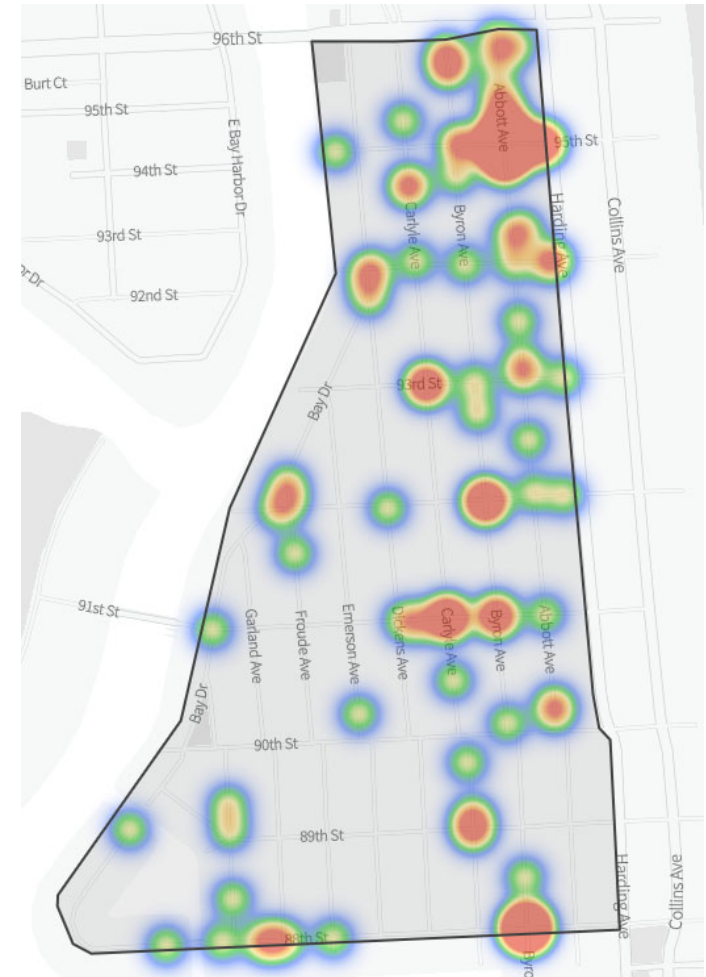 96th St
Burt Ct
95th St
E Bay Harbor Dr
94th St
93rd St
or Dr
92nd St
Abbott Ave
95th St
Carlyle Ave
Byron Ave
Harding Ave
Collins Ave
Bay Dr
93rd St
91st St
Garland Ave
Froude Ave
Emerson Ave
Dickens Ave
Carlyle Ave
Byron Ave
Abbott Ave
Bay Dr
90th St
89th St
88th St
Harding Ave
Collins Ave
Byro